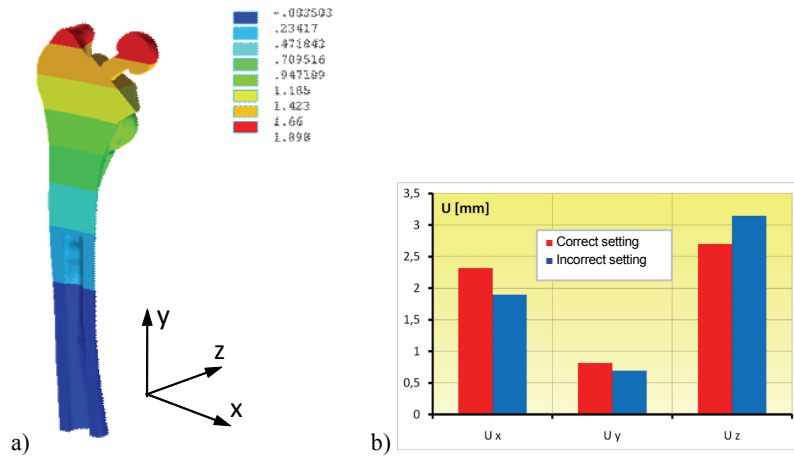 -.003503
.23417
.471843
.709516
.947189
1.185
1.423
1.66
1.898
y
z
x
a)
3,5
U [mm]
3
Correct setting
Incorrect setting
2,5
2
1,5
1
0,5
0
U x
U y
U z
b)